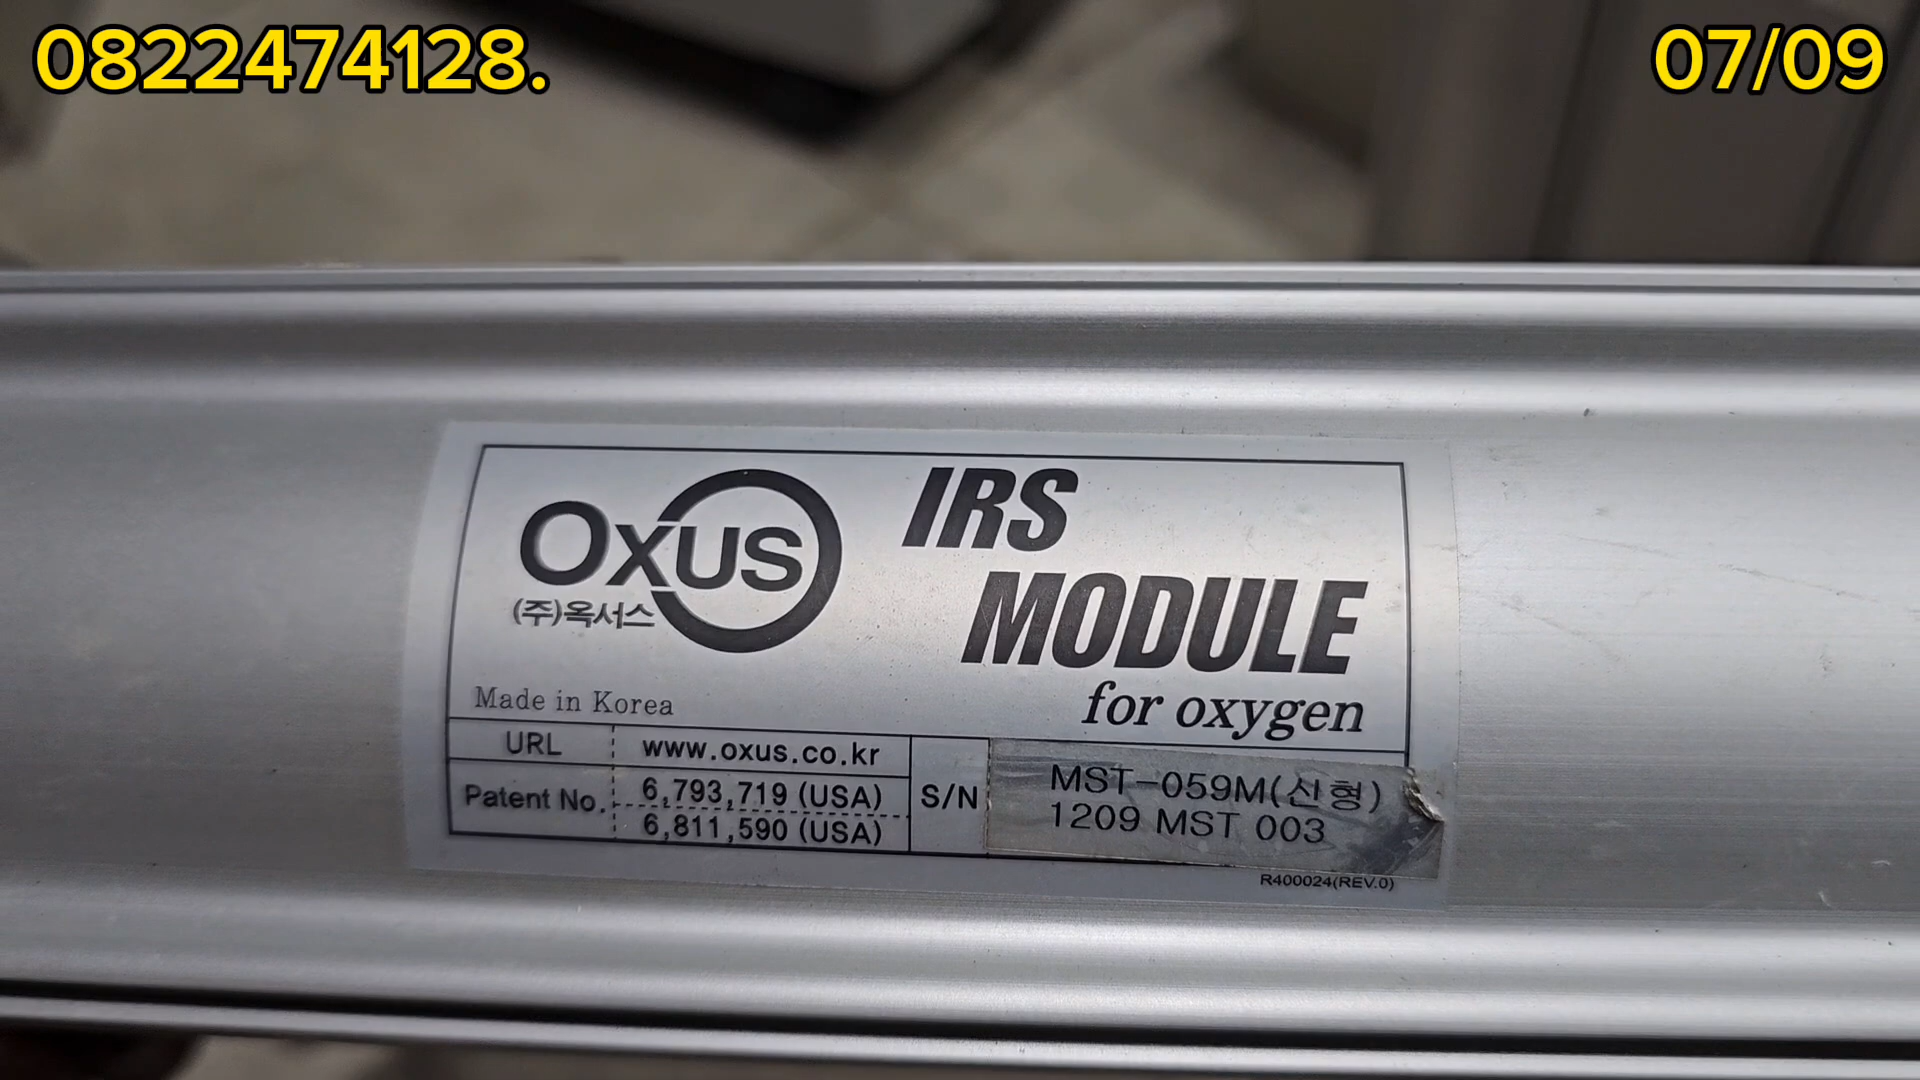 0822474128.
07/09
OXUS
(주)옥서스
IRS
MODULE
for oxygen
Made in Korea
URL
www.oxus.co.kr
Patent No.
6,793,719 (USA)
6,811,590 (USA)
S/N
MST-059M(신형)
1209 MST 003
R400024(REV.0)